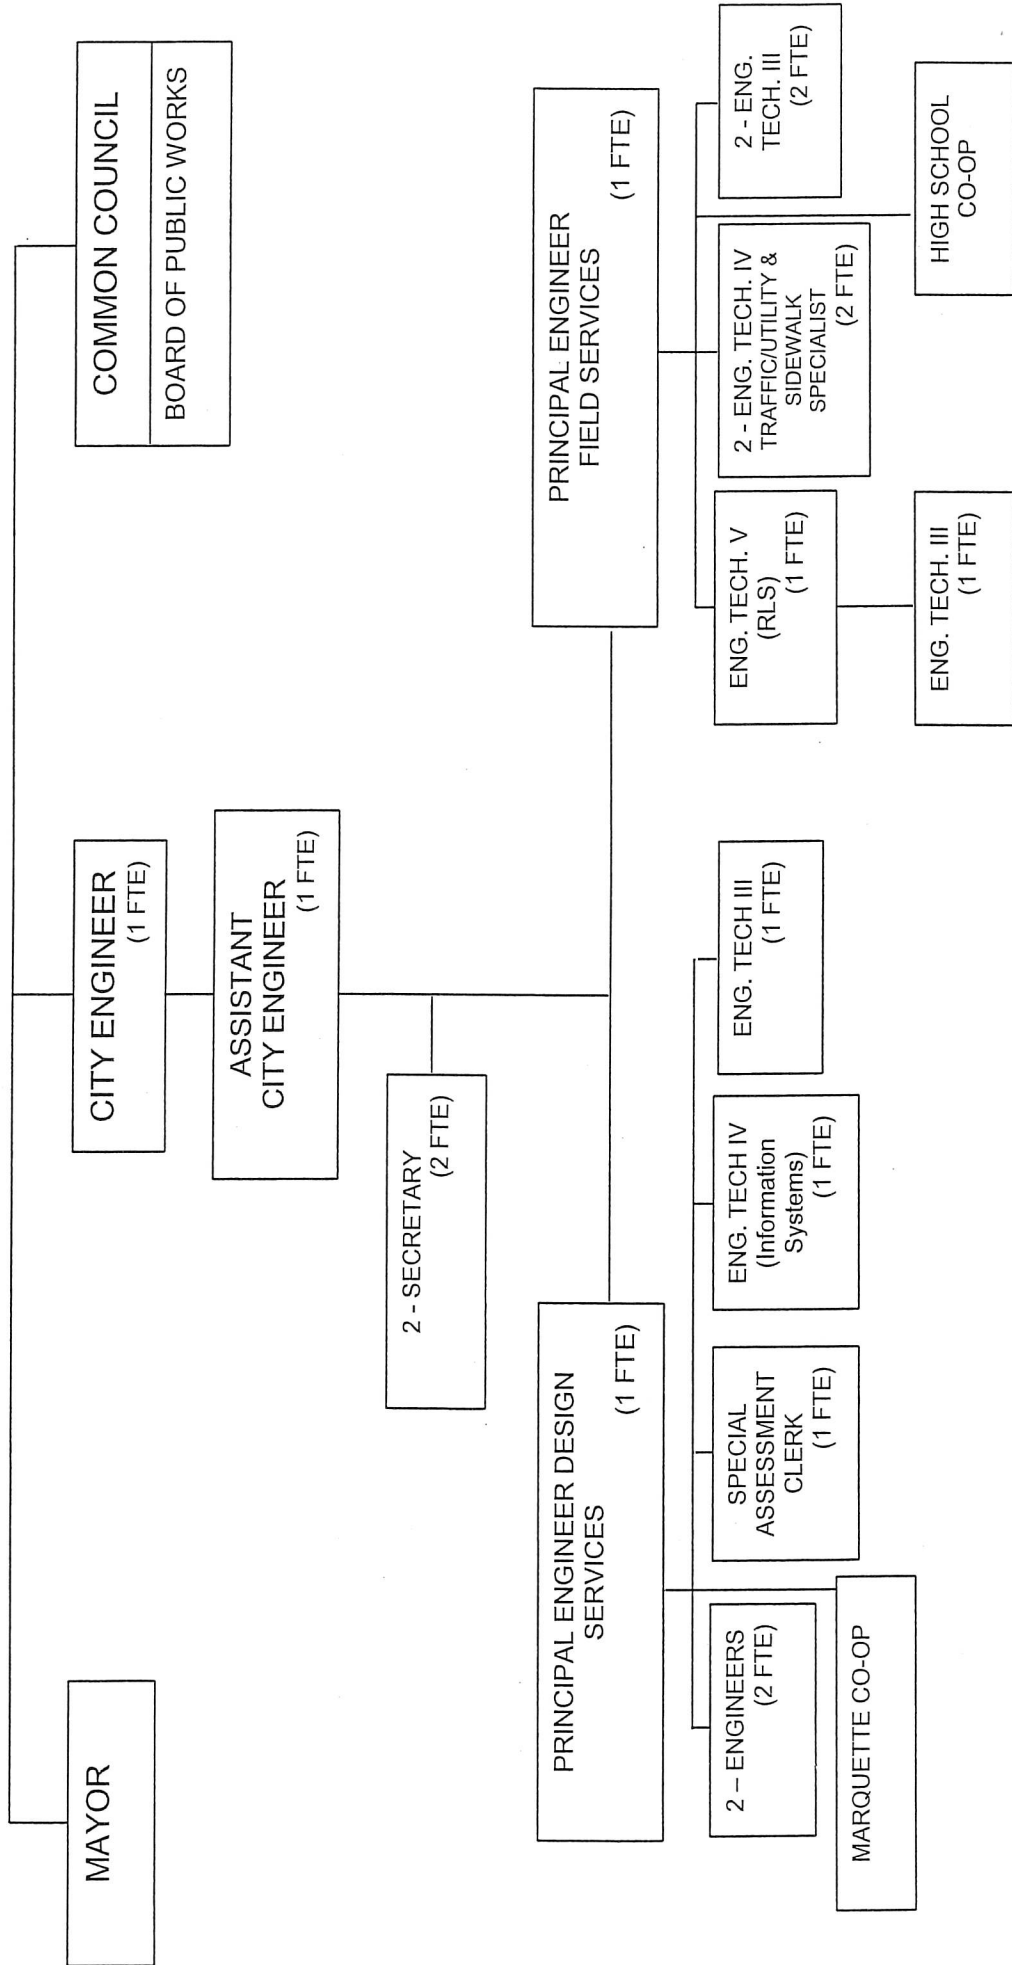 MAYOR
COMMON COUNCIL
BOARD OF PUBLIC WORKS
CITY ENGINEER
(1 FTE)
ASSISTANT
CITY ENGINEER
(1 FTE)
2 - SECRETARY
(2 FTE)
PRINCIPAL ENGINEER DESIGN
SERVICES
(1 FTE)
PRINCIPAL ENGINEER
FIELD SERVICES
(1 FTE)
2 – ENGINEERS
(2 FTE)
SPECIAL
ASSESSMENT
CLERK
(1 FTE)
ENG. TECH IV
(Information
Systems)
(1 FTE)
ENG. TECH III
(1 FTE)
MARQUETTE CO-OP
ENG. TECH. V
(RLS)
(1 FTE)
2 - ENG. TECH. IV
TRAFFIC/UTILITY &
SIDEWALK
SPECIALIST
(2 FTE)
2 - ENG.
TECH. III
(2 FTE)
ENG. TECH. III
(1 FTE)
HIGH SCHOOL
CO-OP